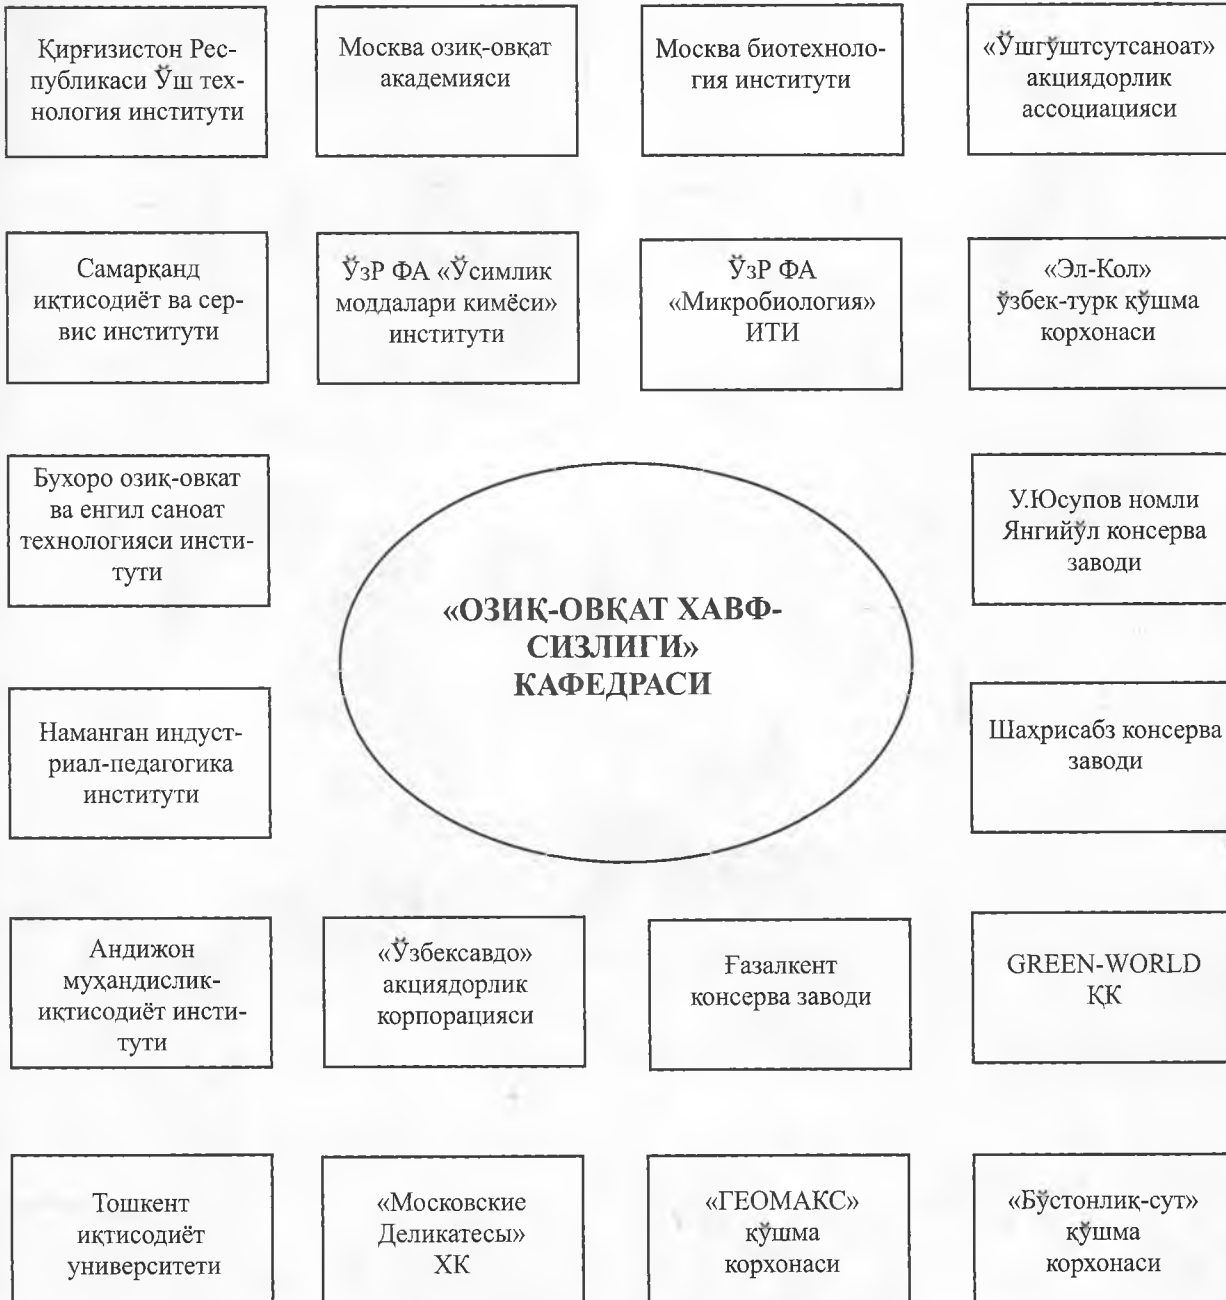 Қирғизистон Рес-
публикаси Ўш тех-
нология институти
Москва озиқ-овқат
академияси
Москва биотехноло-
гия институти
«Ўшгўштсутсаноат»
акциядорлик
ассоциацияси
Самарқанд
иқтисодиёт ва сер-
вис институти
ЎзР ФА «Ўсимлик
моддалари кимёси»
институти
ЎзР ФА
«Микробиология»
ИТИ
«Эл-Кол»
ўзбек-турк қўшма
корхонаси
Бухоро озиқ-овкат
ва енгил саноат
технологияси инсти-
тути
«ОЗИҚ-ОВҚАТ ХАВФ-
СИЗЛИГИ»
КАФЕДРАСИ
У.Юсупов номли
Янгийўл консерва
заводи
Наманган индуст-
риал-педагогика
институти
Шаҳрисабз консерва
заводи
Андижон
муҳандислик-
иқтисодиёт инсти-
тути
«Ўзбексавдо»
акциядорлик
корпорацияси
Ғазалкент
консерва заводи
GREEN-WORLD
ҚК
Тошкент
иқтисодиёт
университети
«Московские
Деликатесы»
ХК
«ГЕОМАКС»
қўшма
корхонаси
«Бўстонлиқ-сут»
қўшма
корхонаси